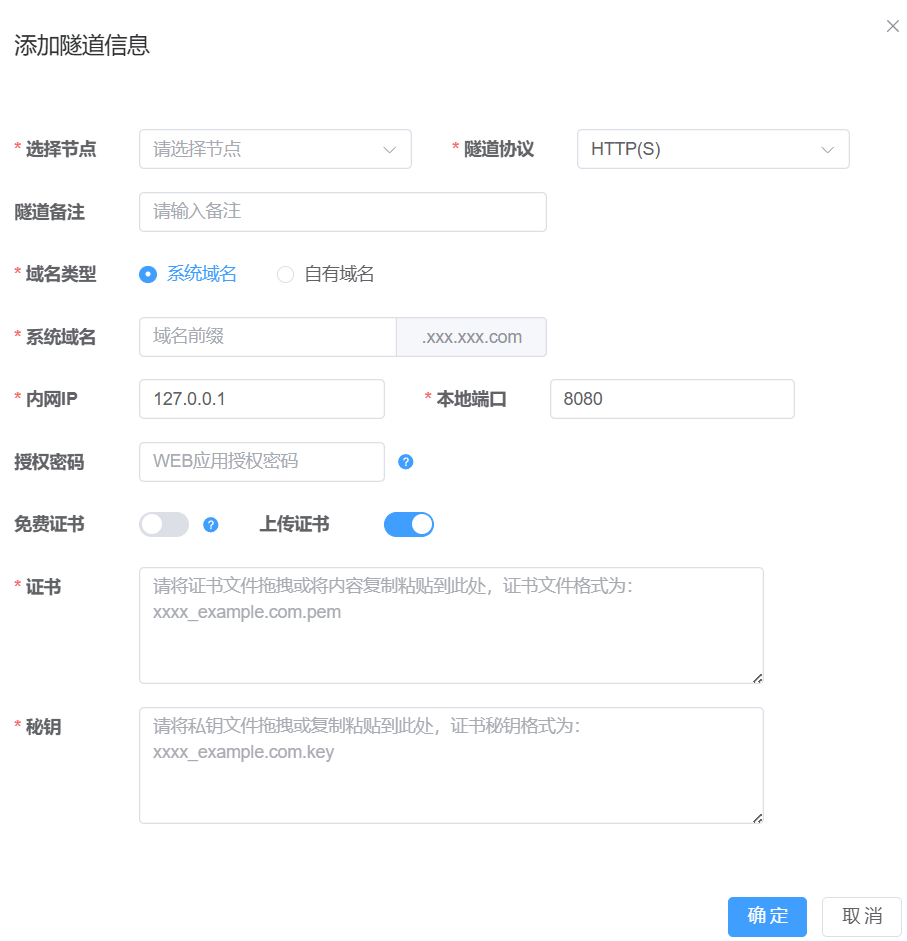 添加隧道信息
* 选择节点 请选择节点 * 隧道协议 HTTP(S)
隧道备注 请输入备注
* 域名类型 系统域名 自有域名
* 系统域名 域名前缀 .xxx.xxx.com
* 内网IP 127.0.0.1 * 本地端口 8080
授权密码 WEB应用授权密码 ?
免费证书 ? 上传证书
* 证书 请将证书文件拖拽或将内容复制粘贴到此处，证书文件格式为：
xxxx_example.com.pem
* 秘钥 请将私钥文件拖拽或复制粘贴到此处，证书秘钥格式为：
xxxx_example.com.key
确定 取消